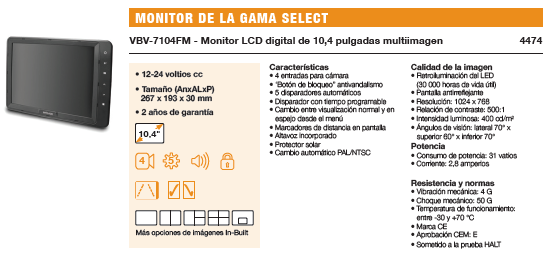 MONITOR DE LA GAMA SELECT
VBV-7104FM - Monitor LCD digital de 10,4 pulgadas multiimagen 4474
• 12-24 voltios cc
• Tamaño (AnxALxP)
267 x 193 x 30 mm
• 2 años de garantía
10,4"
4
5
Más opciones de imágenes In-Built
Características
• 4 entradas para cámara
• "Botón de bloqueo" antivandalismo
• 5 disparadores automáticos
• Disparador con tiempo programable
• Cambio entre visualización normal y en
espejo desde el menú
• Marcadores de distancia en pantalla
• Altavoz incorporado
• Protector solar
• Cambio automático PAL/NTSC
Calidad de la imagen
• Retroiluminación del LED
(30 000 horas de vida útil)
• Pantalla antirreflejante
• Resolución: 1024 x 768
• Relación de contraste: 500:1
• Intensidad luminosa: 400 cd/m²
• Ángulos de visión: lateral 70° x
superior 60° x inferior 70°
Potencia
• Consumo de potencia: 31 vatios
• Corriente: 2,8 amperios
Resistencia y normas
• Vibración mecánica: 4 G
• Choque mecánico: 50 G
• Temperatura de funcionamiento:
entre -30 y +70 °C
• Marca CE
• Aprobación CEM: E
• Sometido a la prueba HALT